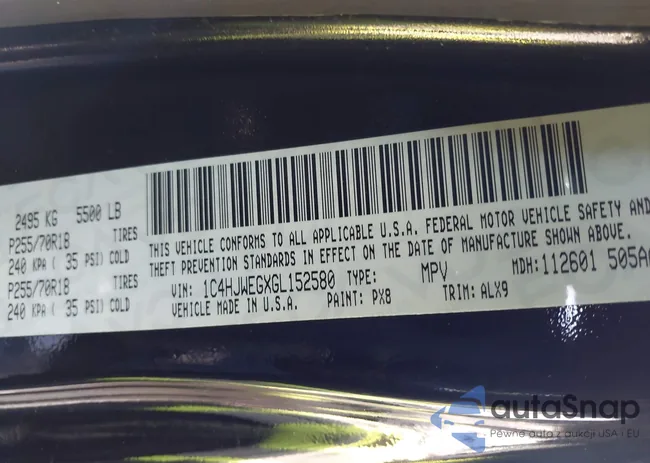 2495 KG 5500 LB
P255/70R18 TIRES
240 KPA ( 35 PSI) COLD
P255/70R18 TIRES
240 KPA ( 35 PSI) COLD
THIS VEHICLE CONFORMS TO ALL APPLICABLE U.S.A. FEDERAL MOTOR VEHICLE SAFETY AND
THEFT PREVENTION STANDARDS IN EFFECT ON THE DATE OF MANUFACTURE SHOWN ABOVE.
VIN: 1C4HJWEGXGL152580 TYPE: MPV MDH:112601 505A
VEHICLE MADE IN U.S.A. PAINT: PX8 TRIM: ALX9
autoSnap
Pewne auta z aukcji USA i EU